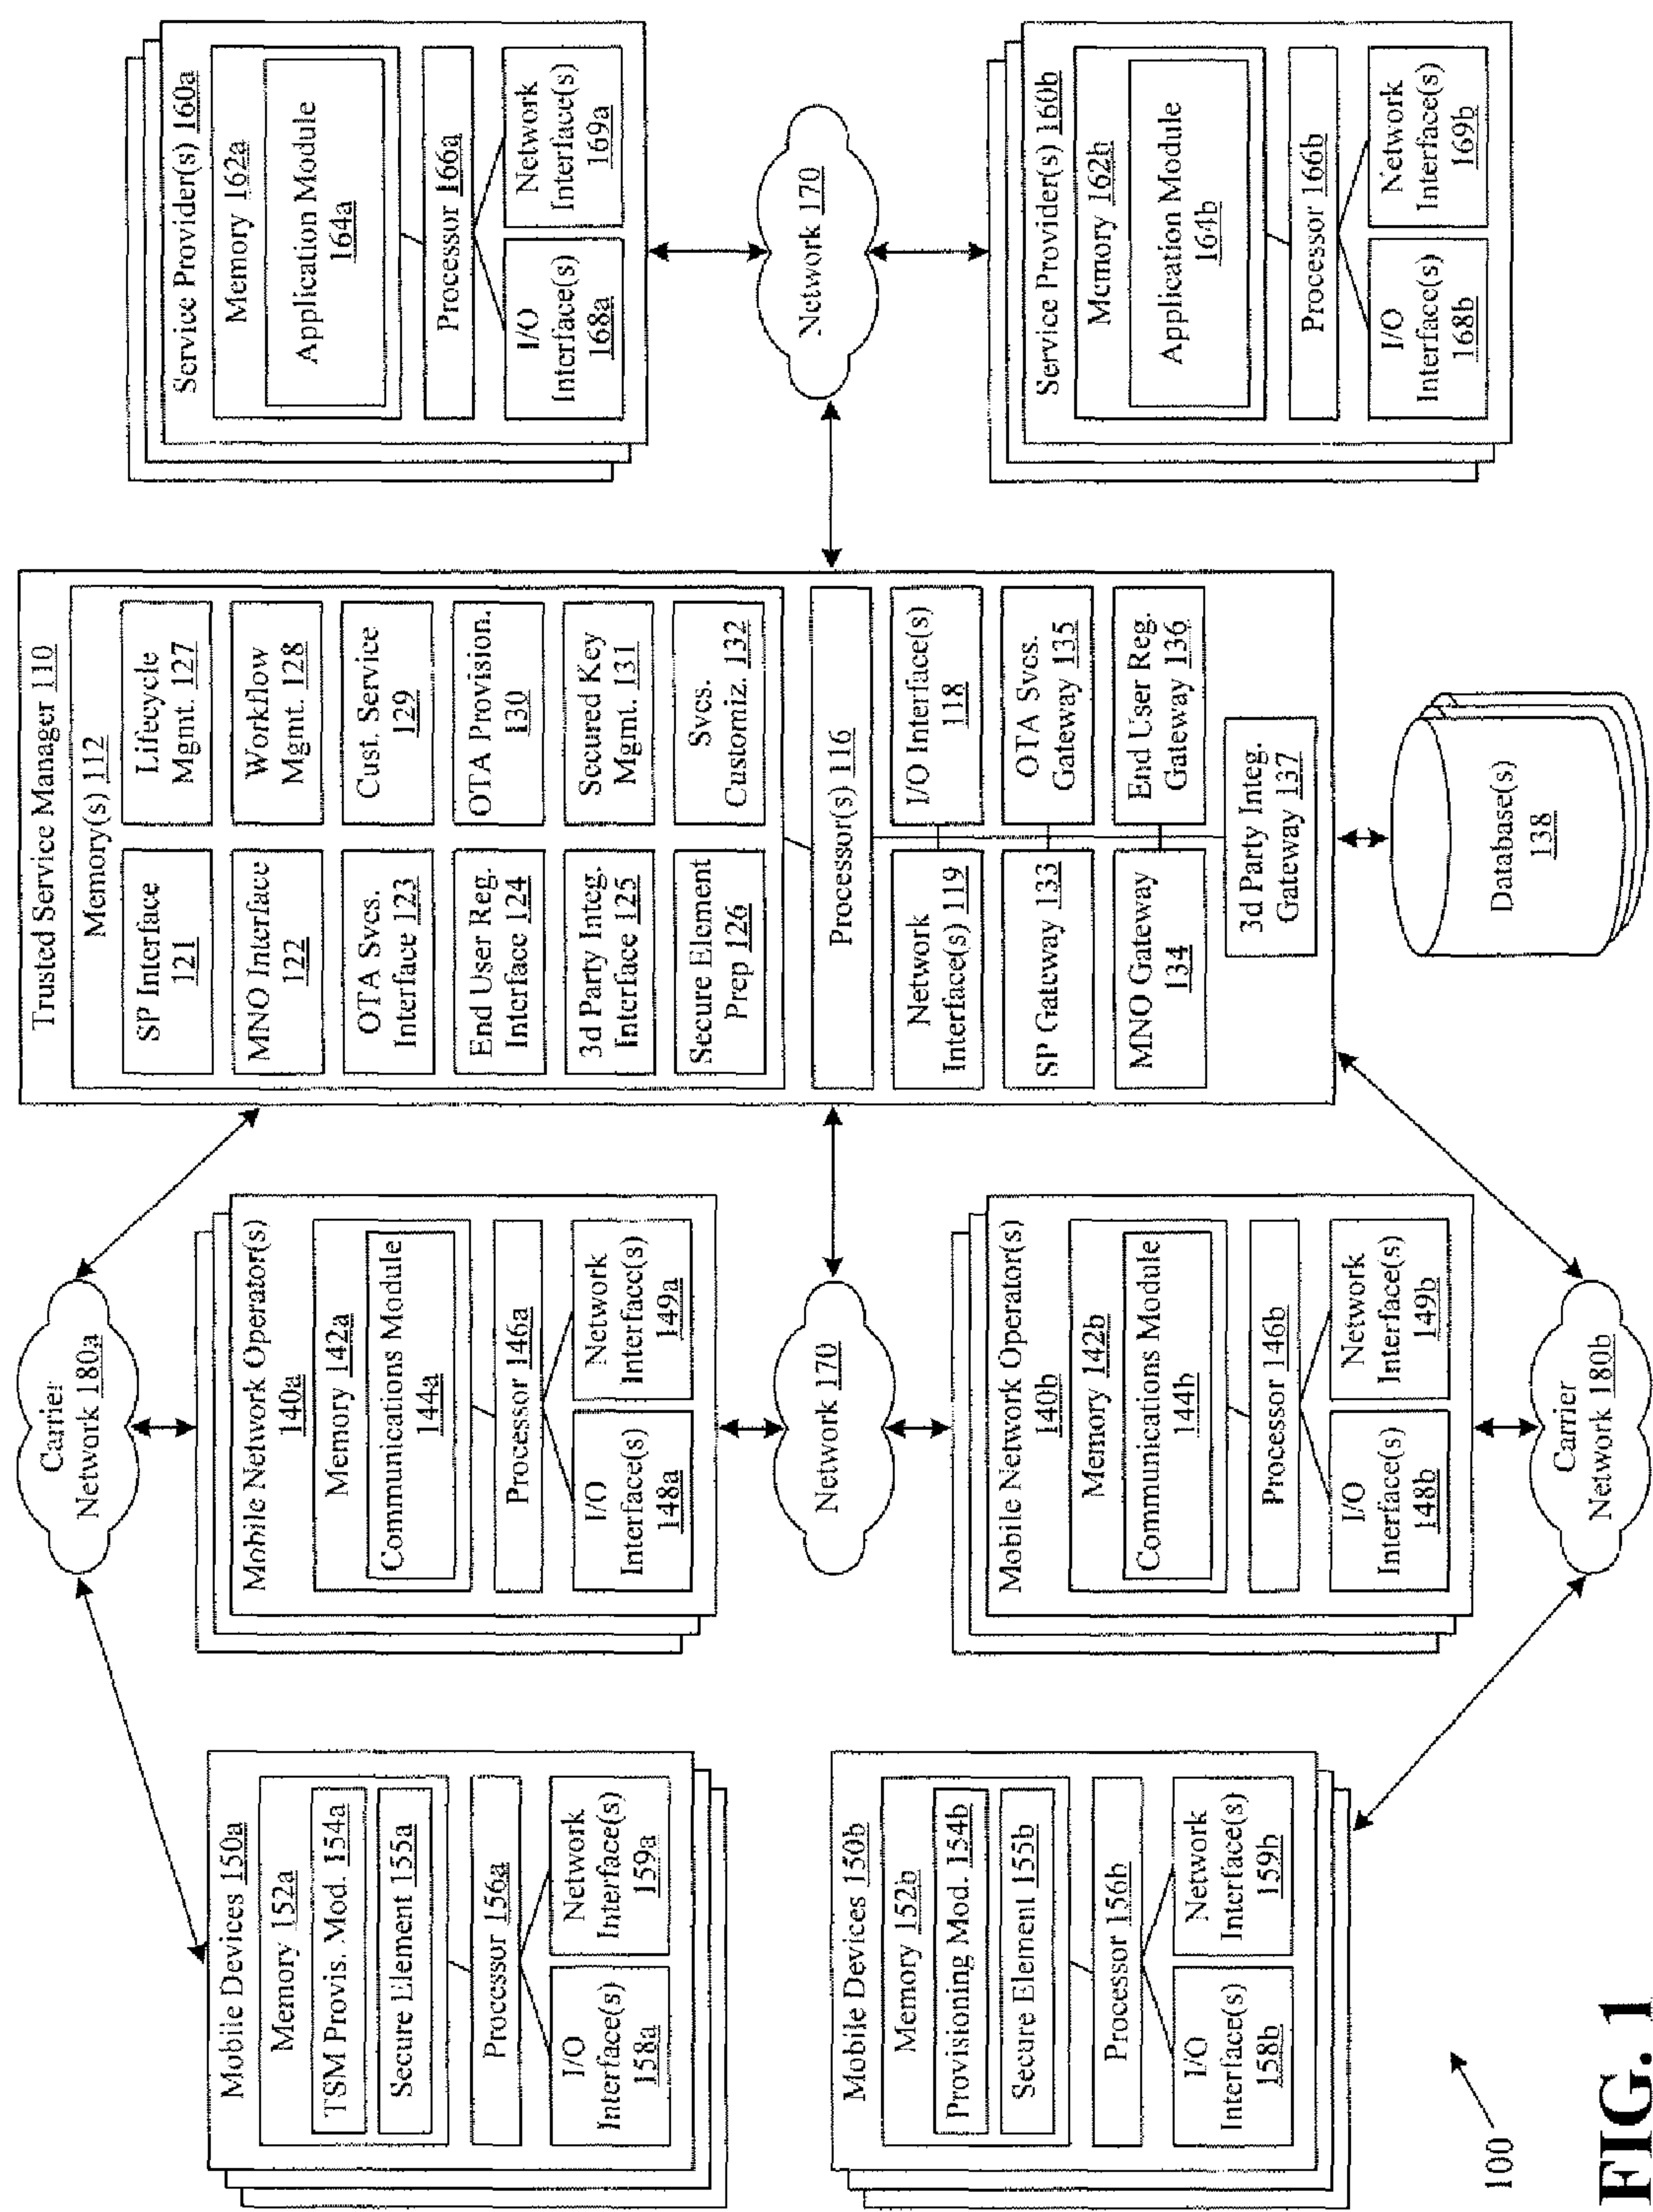 Mobile Devices 150a
Memory 152a
TSM Provis. Mod. 154a
Secure Element 155a
Processor 156a
I/O
Interface(s)
158a
Network
Interface(s)
159a
Mobile Devices 150b
Memory 152b
Provisioning Mod. 154b
Secure Element 155b
Processor 156b
I/O
Interface(s)
158b
Network
Interface(s)
159b
Carrier
Network 180a
Mobile Network Operator(s)
140a
Memory 142a
Communications Module
144a
Processor 146a
I/O
Interface(s)
148a
Network
Interface(s)
149a
Network 170
Mobile Network Operator(s)
140b
Memory 142b
Communications Module
144b
Processor 146b
I/O
Interface(s)
148b
Network
Interface(s)
149b
Carrier
Network 180b
Trusted Service Manager 110
Memory(s) 112
SP Interface
121
Lifecycle
Mgmt. 127
MNO Interface
122
Workflow
Mgmt. 128
OTA Svcs.
Interface 123
Cust. Service
129
End User Reg.
Interface 124
OTA Provision.
130
3d Party Integ.
Interface 125
Secured Key
Mgmt. 131
Secure Element
Prep 126
Svcs.
Customiz. 132
Processor(s) 116
Network
Interface(s) 119
I/O Interface(s)
118
SP Gateway 133
OTA Svcs.
Gateway 135
MNO Gateway
134
End User Reg.
Gateway 136
3d Party Integ.
Gateway 137
Database(s)
138
Service Provider(s) 160a
Memory 162a
Application Module
164a
Processor 166a
I/O
Interface(s)
168a
Network
Interface(s)
169a
Network 170
Service Provider(s) 160b
Memory 162b
Application Module
164b
Processor 166b
I/O
Interface(s)
168b
Network
Interface(s)
169b
100
FIG. 1